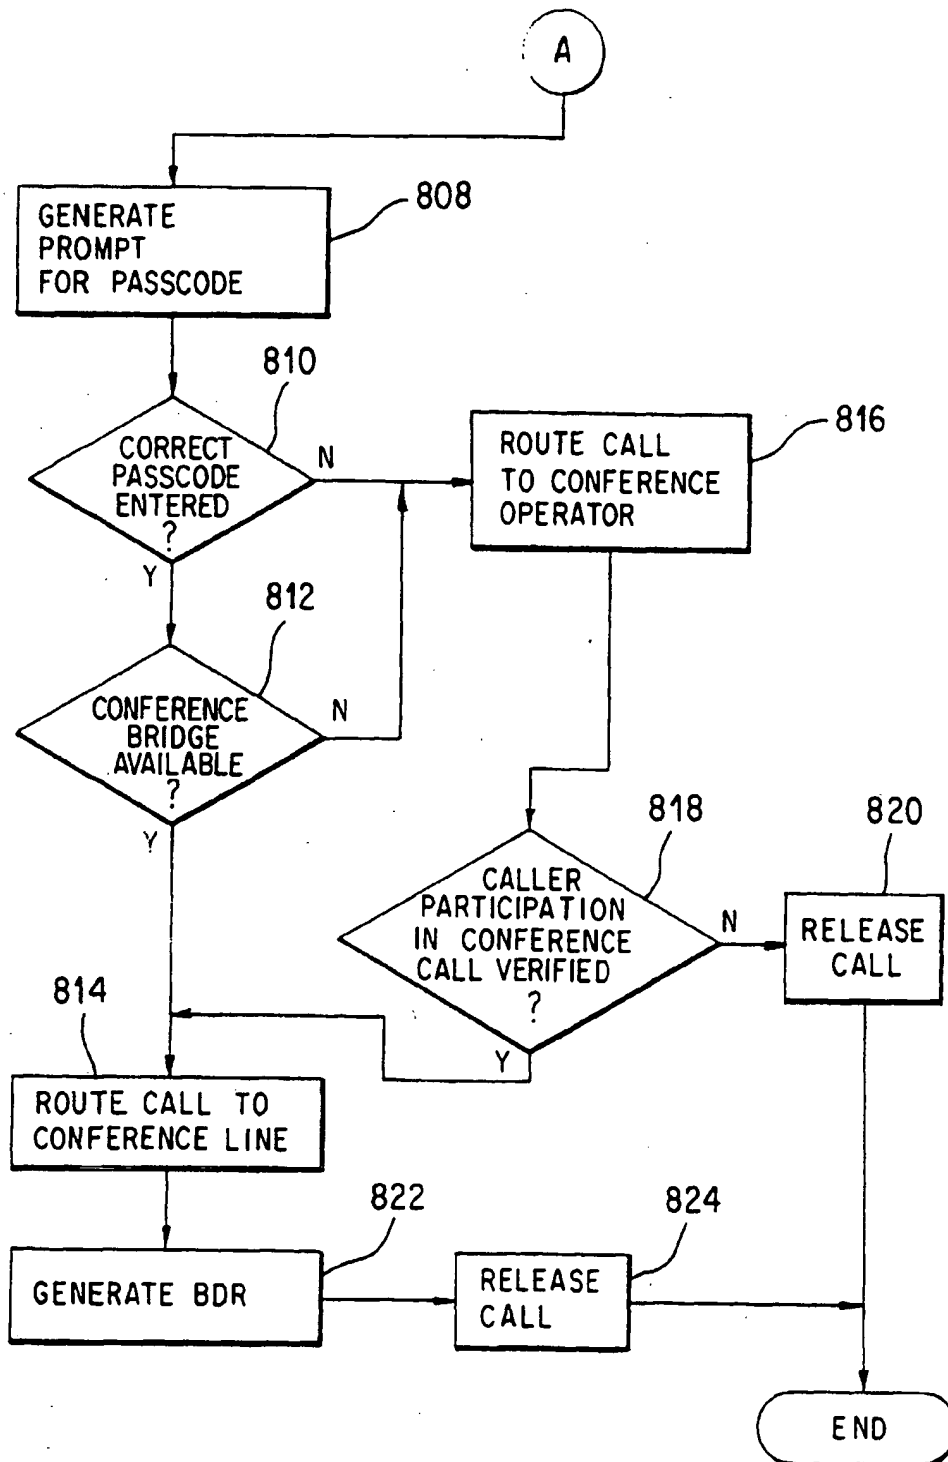 A
808
GENERATE
PROMPT
FOR PASSCODE
810
CORRECT
PASSCODE
ENTERED
?
N
Y
816
ROUTE CALL
TO CONFERENCE
OPERATOR
812
CONFERENCE
BRIDGE
AVAILABLE
?
N
Y
818
CALLER
PARTICIPATION
IN CONFERENCE
CALL VERIFIED
?
N
Y
820
RELEASE
CALL
814
ROUTE CALL TO
CONFERENCE LINE
822
GENERATE BDR
824
RELEASE
CALL
END